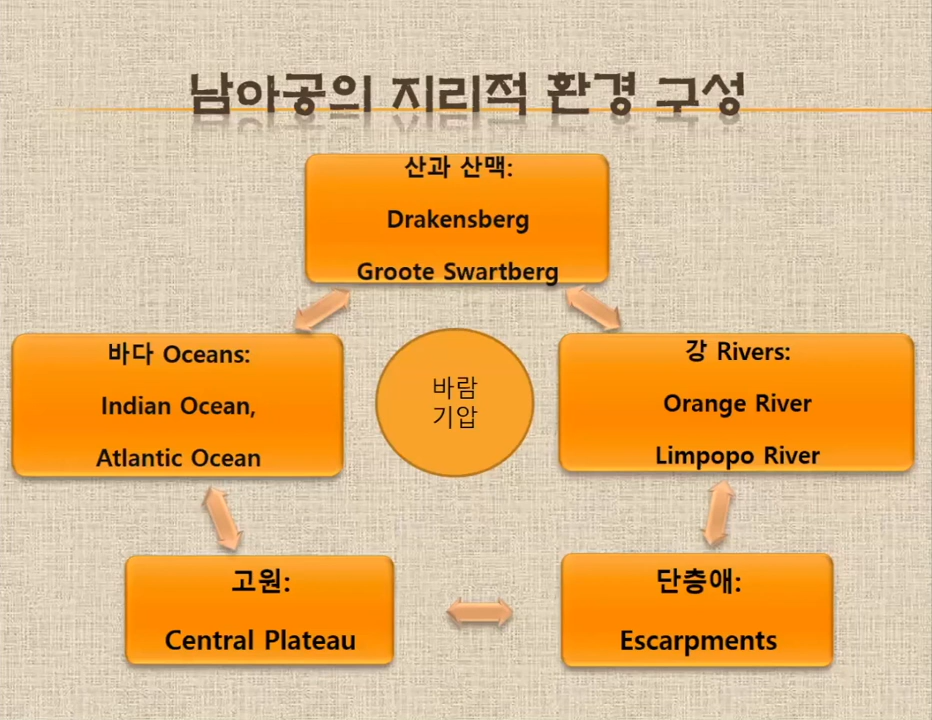 남아공의 지리적 환경 구성
산과 산맥:
Drakensberg
Groote Swartberg
바다 Oceans:
Indian Ocean,
Atlantic Ocean
바람
기압
강 Rivers:
Orange River
Limpopo River
고원:
Central Plateau
단층애:
Escarpments